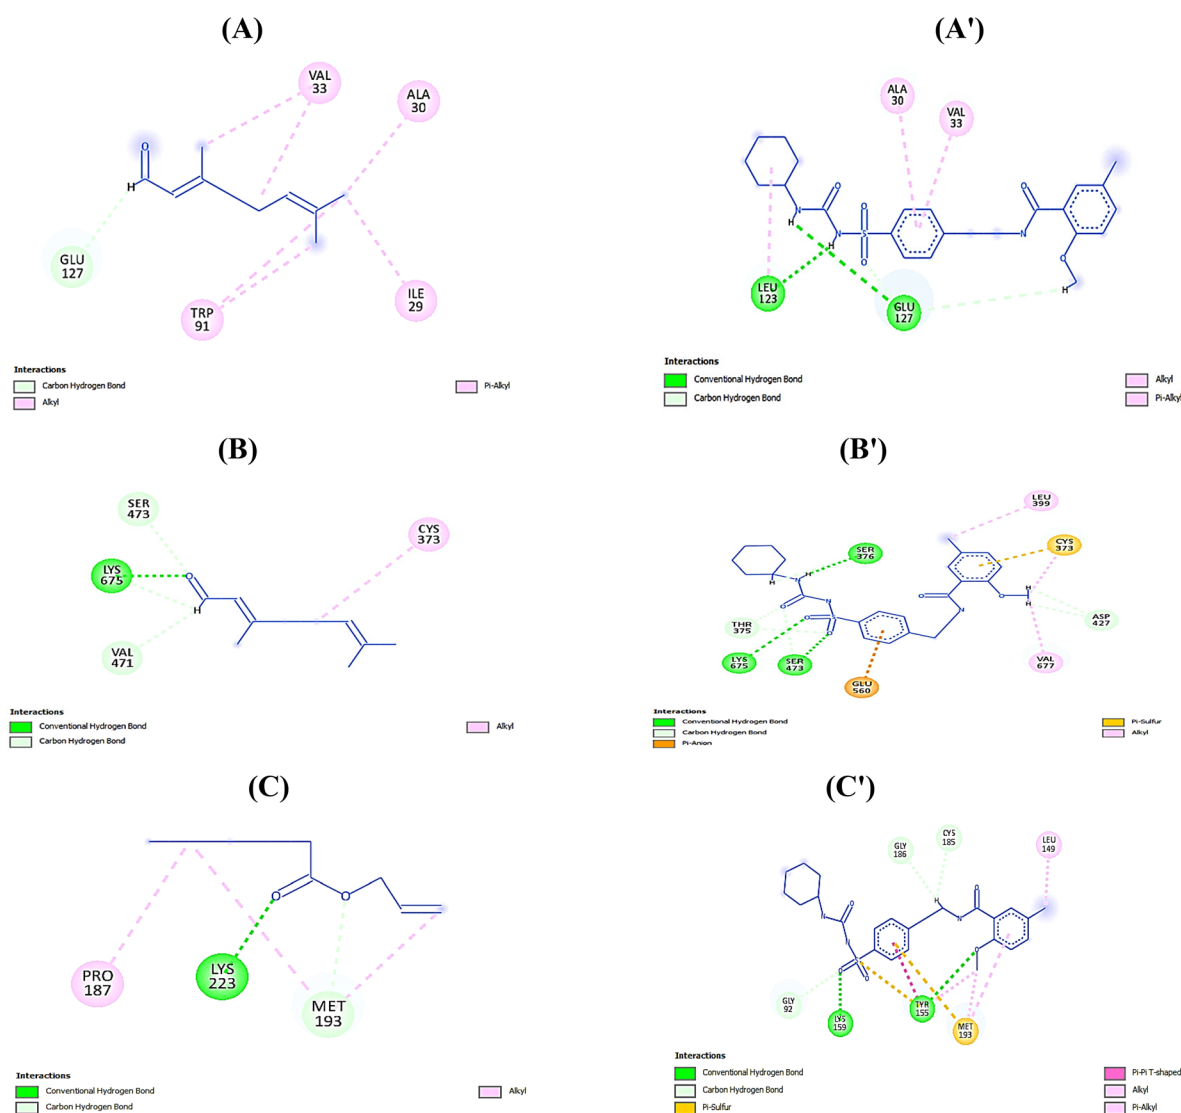 (A)
VAL
33
ALA
30
O
H
GLU
127
TRP
91
ILE
29
Interactions
Carbon Hydrogen Bond
Alkyl
Pi-Alkyl
(A')
ALA
30
VAL
33
O
O
O
N
H
N
H
S
O
N
O
H
LEU
123
GLU
127
Interactions
Conventional Hydrogen Bond
Carbon Hydrogen Bond
Alkyl
Pi-Alkyl
(B)
SER
473
CYS
373
LYS
675
O
H
VAL
471
Interactions
Conventional Hydrogen Bond
Carbon Hydrogen Bond
Alkyl
(B')
LEU
399
SER
376
CYS
373
H
N
H
N
O
O
S
O
O
N
O
H
H
THR
375
ASP
427
LYS
675
SER
473
VAL
677
GLU
560
Interactions
Conventional Hydrogen Bond
Carbon Hydrogen Bond
Pi-Anion
Pi-Sulfur
Alkyl
(C)
O
O
PRO
187
LYS
223
MET
193
Interactions
Conventional Hydrogen Bond
Carbon Hydrogen Bond
Alkyl
(C')
GLY
186
CYS
185
LEU
149
O
H
N
O
N
N
S
O
O
O
GLY
92
LYS
159
TYR
155
MET
193
Interactions
Conventional Hydrogen Bond
Carbon Hydrogen Bond
Pi-Sulfur
Pi-Pi T-shaped
Alkyl
Pi-Alkyl